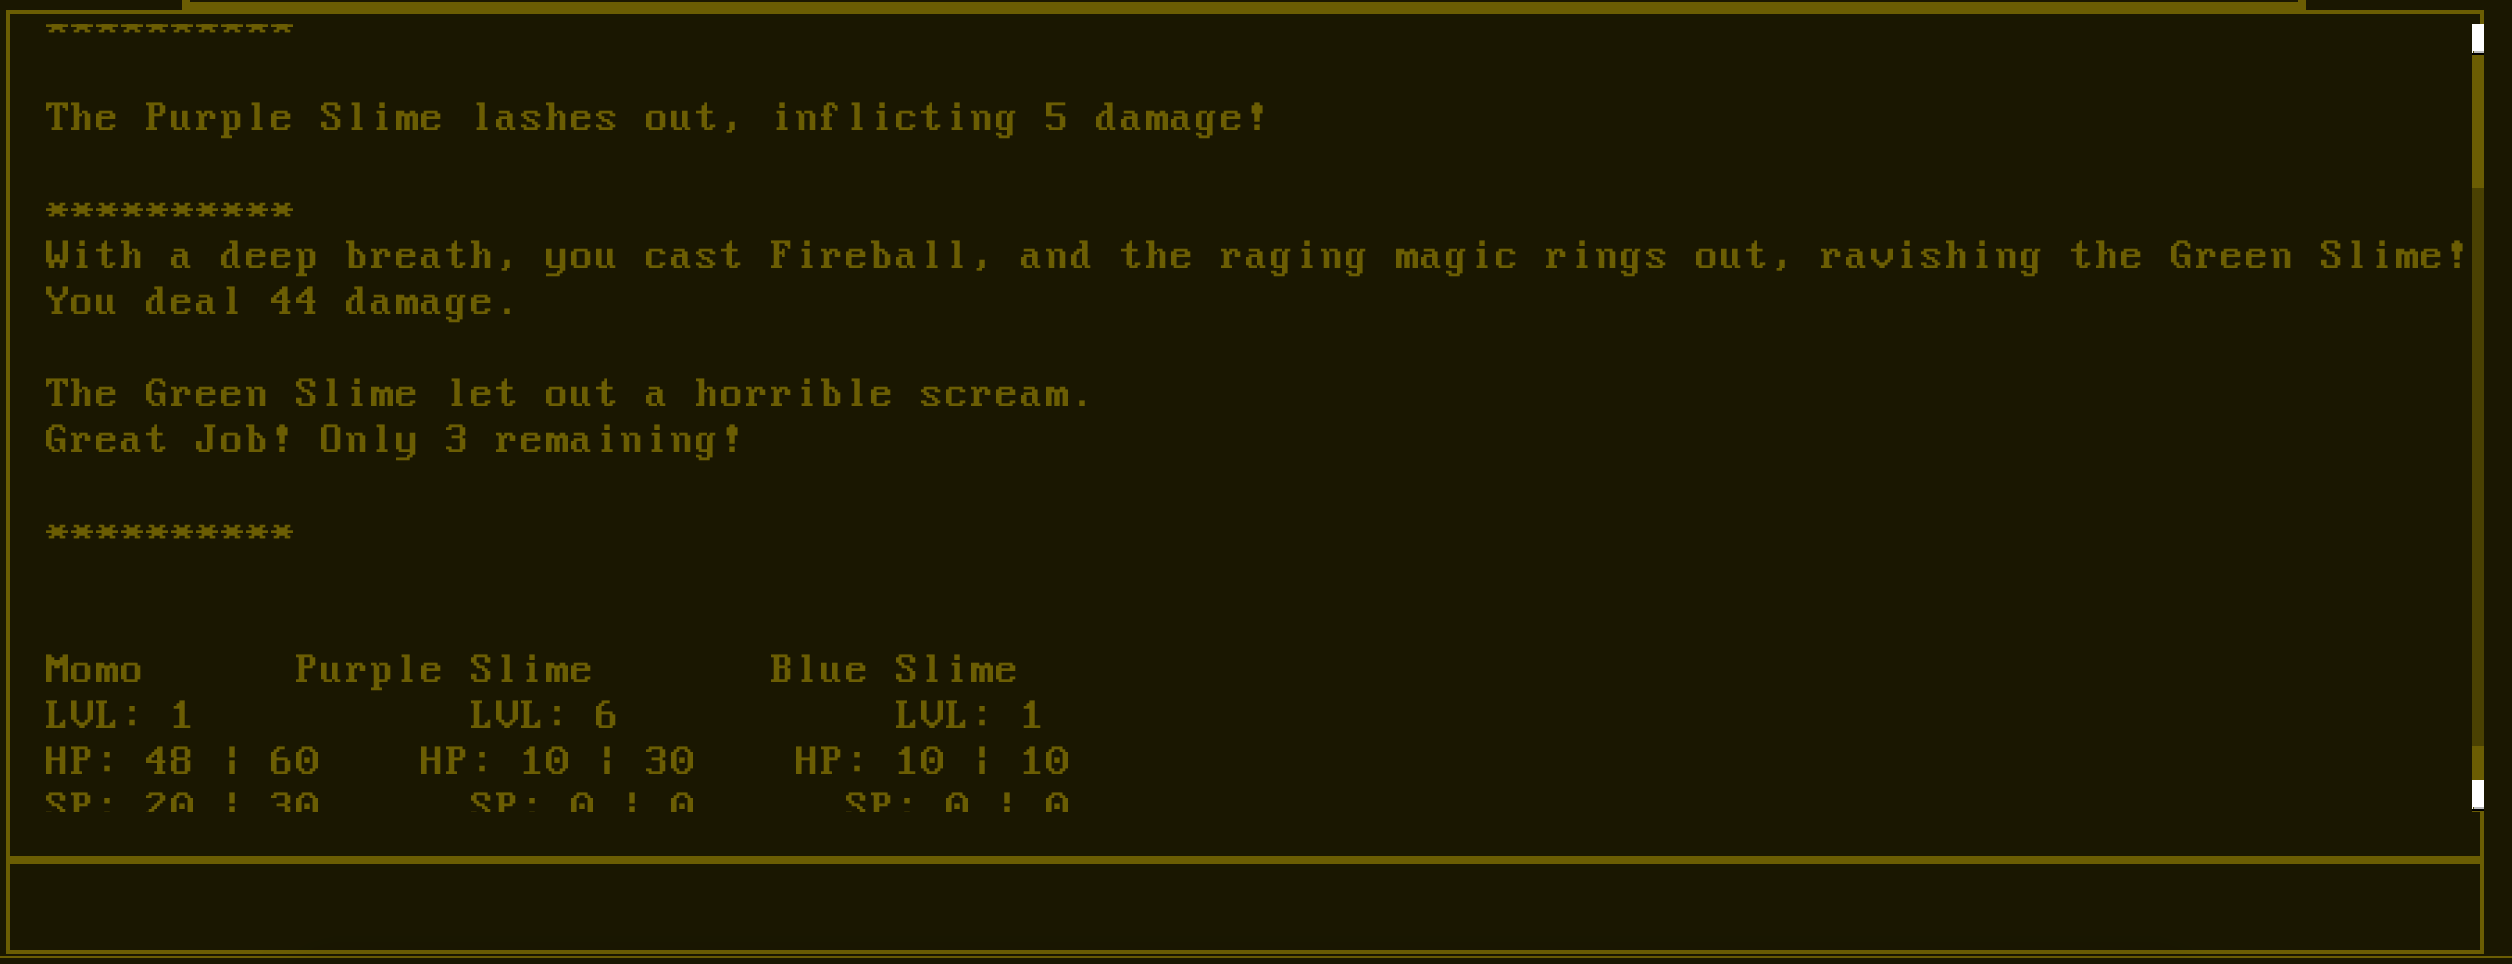 **********
The Purple Slime lashes out, inflicting 5 damage!
**********
With a deep breath, you cast Fireball, and the raging magic rings out, ravishing the Green Slime!
You deal 44 damage.
The Green Slime let out a horrible scream.
Great Job! Only 3 remaining!
**********
Momo Purple Slime Blue Slime
LVL: 1 LVL: 6 LVL: 1
HP: 48 | 60 HP: 10 | 30 HP: 10 | 10
SP: 20 | 30 SP: 0 | 0 SP: 0 | 0